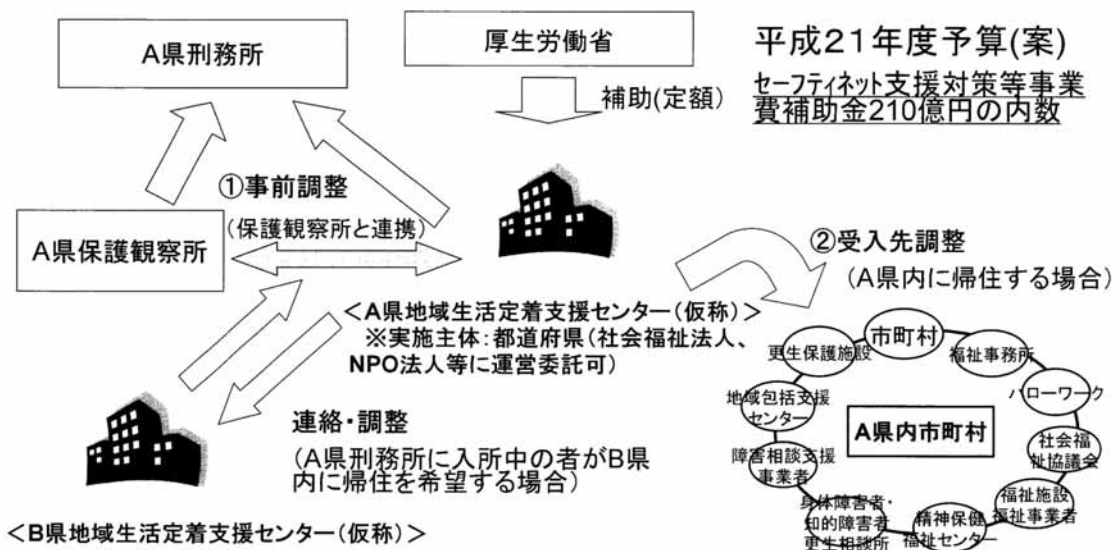 A県刑務所
厚生労働省
平成21年度予算(案)
セーフティネット支援対策等事業
費補助金210億円の内数
補助(定額)
①事前調整
(保護観察所と連携)
A県保護観察所
②受入先調整
(A県内に帰住する場合)
<A県地域生活定着支援センター(仮称)>
※実施主体:都道府県(社会福祉法人、
NPO法人等に運営委託可)
連絡・調整
(A県刑務所に入所中の者がB県
内に帰住を希望する場合)
<B県地域生活定着支援センター(仮称)>
市町村
福祉事務所
ハローワーク
社会福
祉協議会
福祉施設
福祉事業者
精神保健
福祉センター
身体障害者・
知的障害者
更生相談所
障害相談支援
事業者
地域包括支援
センター
更生保護施設
A県内市町村